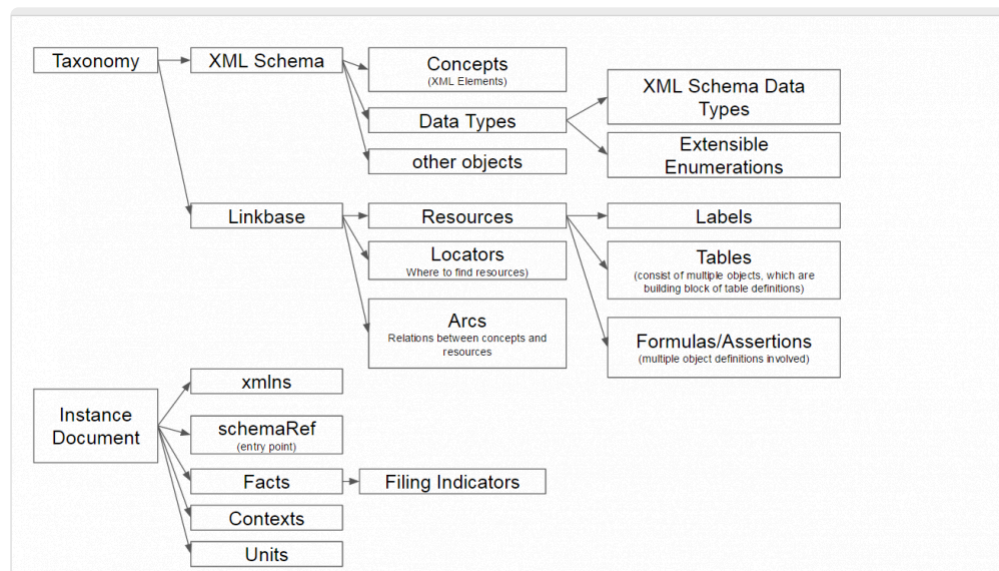 Taxonomy
XML Schema
Concepts
(XML Elements)
Data Types
XML Schema Data
Types
Extensible
Enumerations
other objects
Linkbase
Resources
Labels
Locators
Where to find resources)
Tables
(consist of multiple objects, which are
building block of table definitions)
Arcs
Relations between concepts and
resources
Formulas/Assertions
(multiple object definitions involved)
Instance
Document
xmlns
schemaRef
(entry point)
Facts
Filing Indicators
Contexts
Units